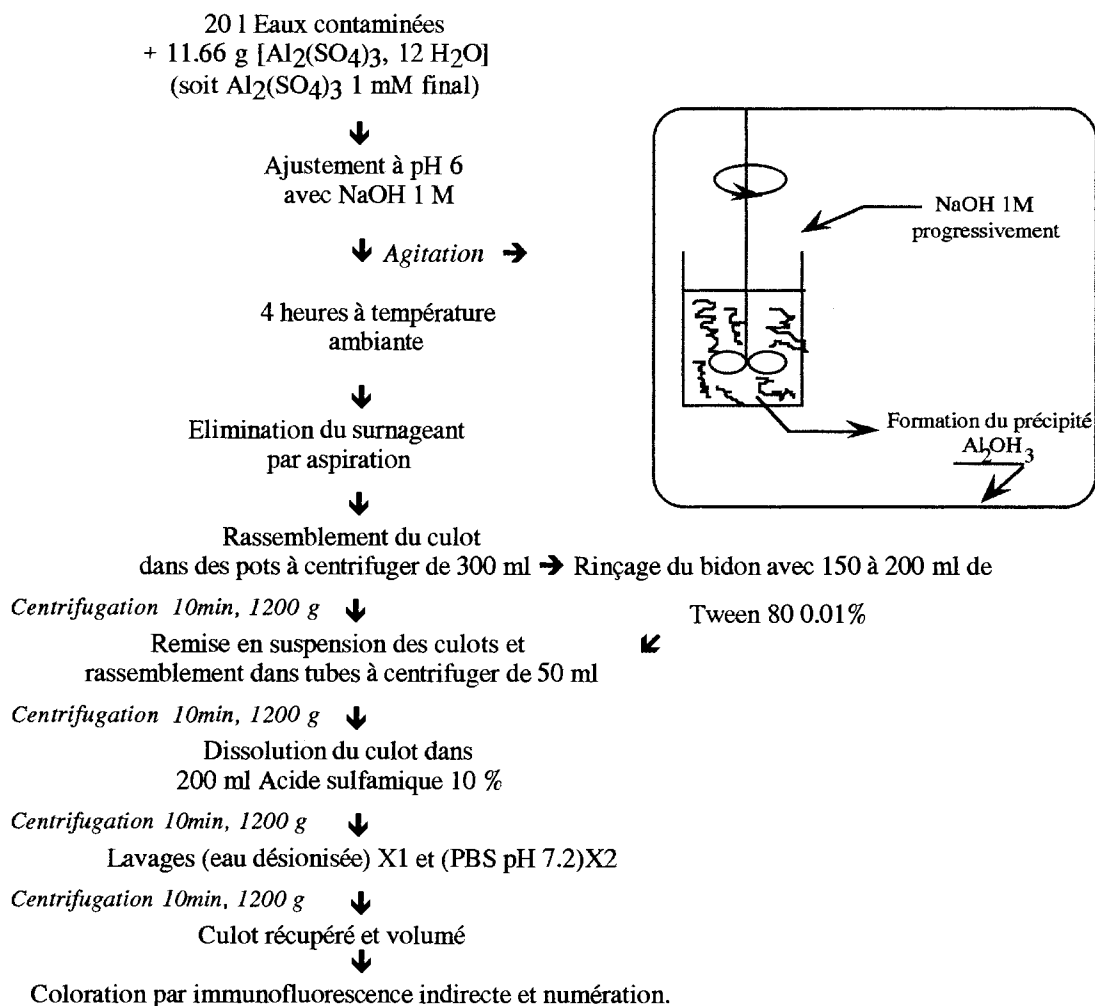 20 l Eaux contaminées
+ 11.66 g [Al2(SO4)3, 12 H2O]
(soit Al2(SO4)3 1 mM final)
Ajustement à pH 6
avec NaOH 1 M
Agitation
4 heures à température
ambiante
Elimination du surnageant
par aspiration
NaOH 1M
progressivement
Formation du précipité
Al2OH3
Rassemblement du culot
dans des pots à centrifuger de 300 ml ➔ Rinçage du bidon avec 150 à 200 ml de
Tween 80 0.01%
Centrifugation 10min, 1200 g
Remise en suspension des culots et
rassemblement dans tubes à centrifuger de 50 ml
Centrifugation 10min, 1200 g
Dissolution du culot dans
200 ml Acide sulfamique 10 %
Centrifugation 10min, 1200 g
Lavages (eau désionisée) X1 et (PBS pH 7.2)X2
Centrifugation 10min, 1200 g
Culot récupéré et volumé
Coloration par immunofluorescence indirecte et numération.